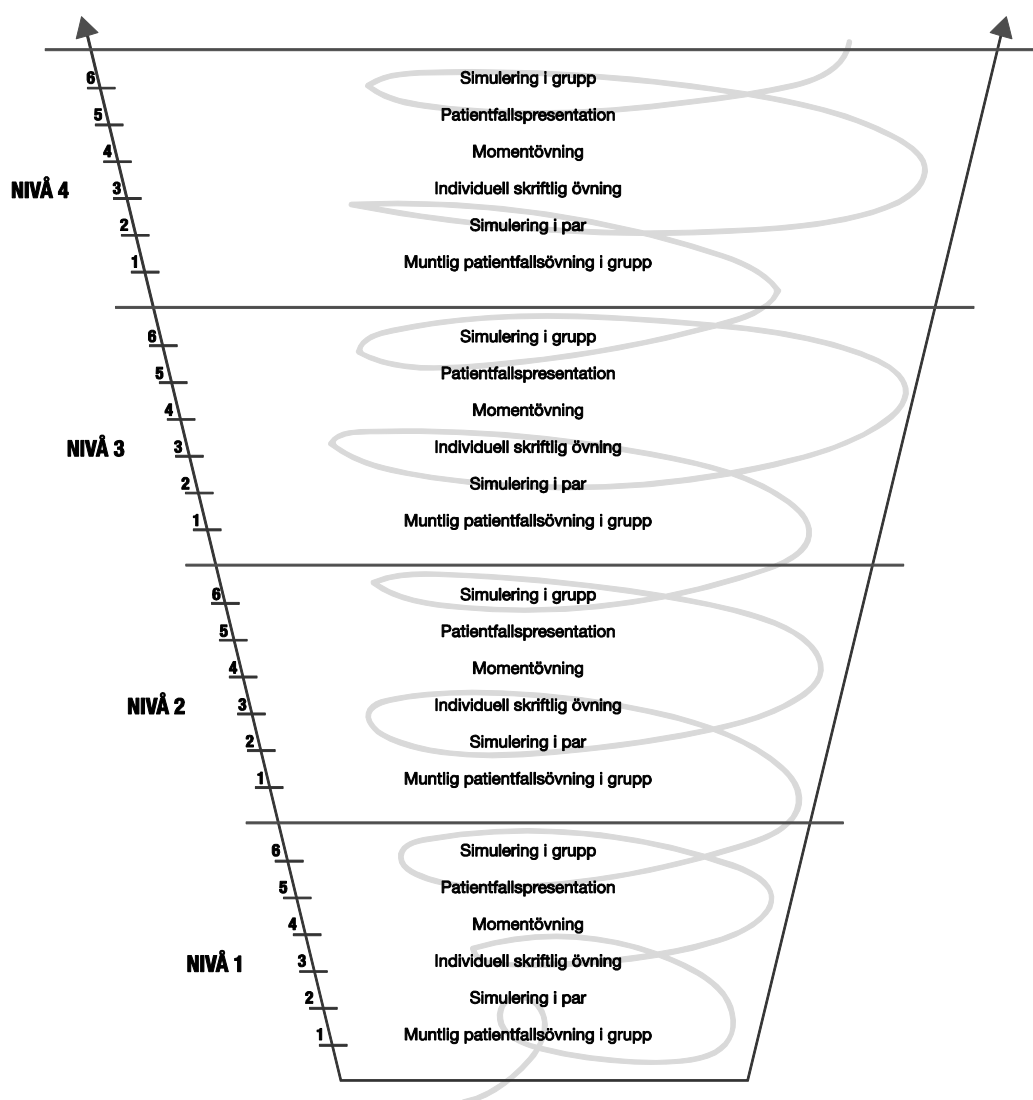 6 Simulering i grupp
5 Patientfallspresentation
4 Momentövning
NIVÅ 4 3 Individuell skriftlig övning
2 Simulering i par
1 Muntlig patientfallsövning i grupp
6 Simulering i grupp
5 Patientfallspresentation
4 Momentövning
NIVÅ 3 3 Individuell skriftlig övning
2 Simulering i par
1 Muntlig patientfallsövning i grupp
6 Simulering i grupp
5 Patientfallspresentation
4 Momentövning
NIVÅ 2 3 Individuell skriftlig övning
2 Simulering i par
1 Muntlig patientfallsövning i grupp
6 Simulering i grupp
5 Patientfallspresentation
4 Momentövning
NIVÅ 1 3 Individuell skriftlig övning
2 Simulering i par
1 Muntlig patientfallsövning i grupp